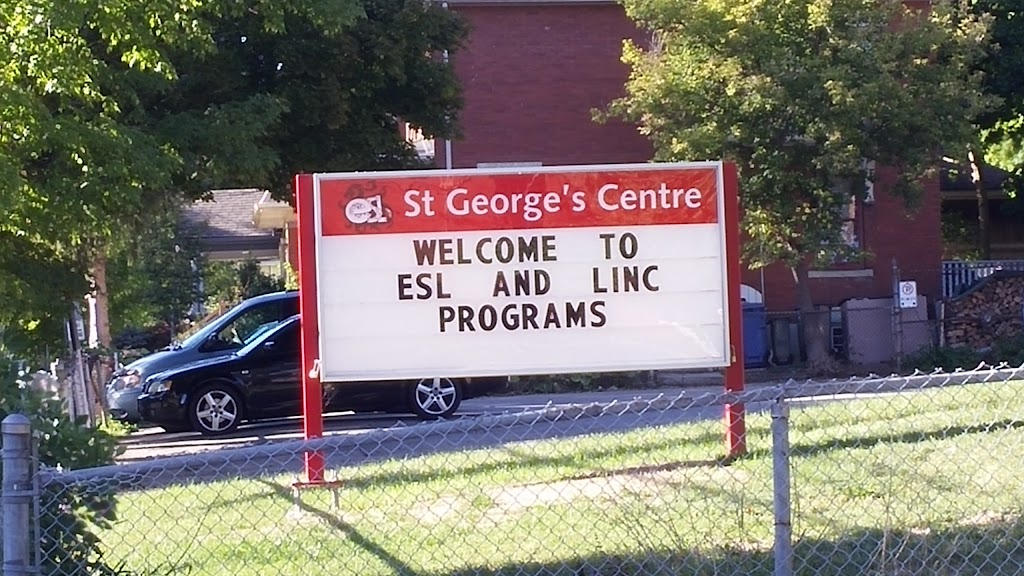 St George's Centre
WELCOME TO
ESL AND LINC
PROGRAMS